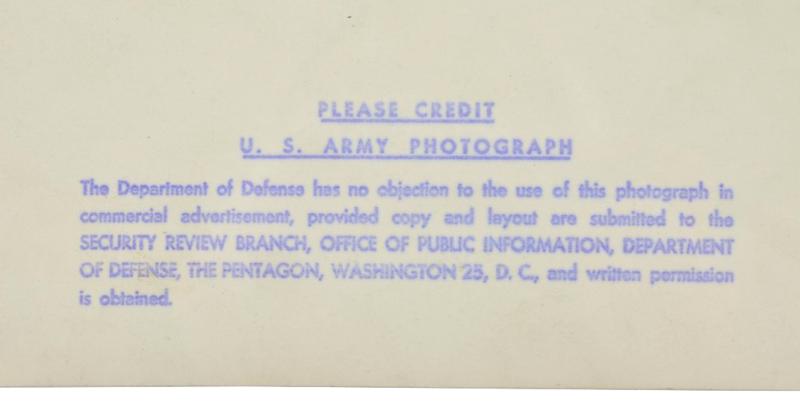 PLEASE CREDIT
U. S. ARMY PHOTOGRAPH
The Department of Defense has no objection to the use of this photograph in
commercial advertisement, provided copy and layout are submitted to the
SECURITY REVIEW BRANCH, OFFICE OF PUBLIC INFORMATION, DEPARTMENT
OF DEFENSE, THE PENTAGON, WASHINGTON 25, D. C., and written permission
is obtained.